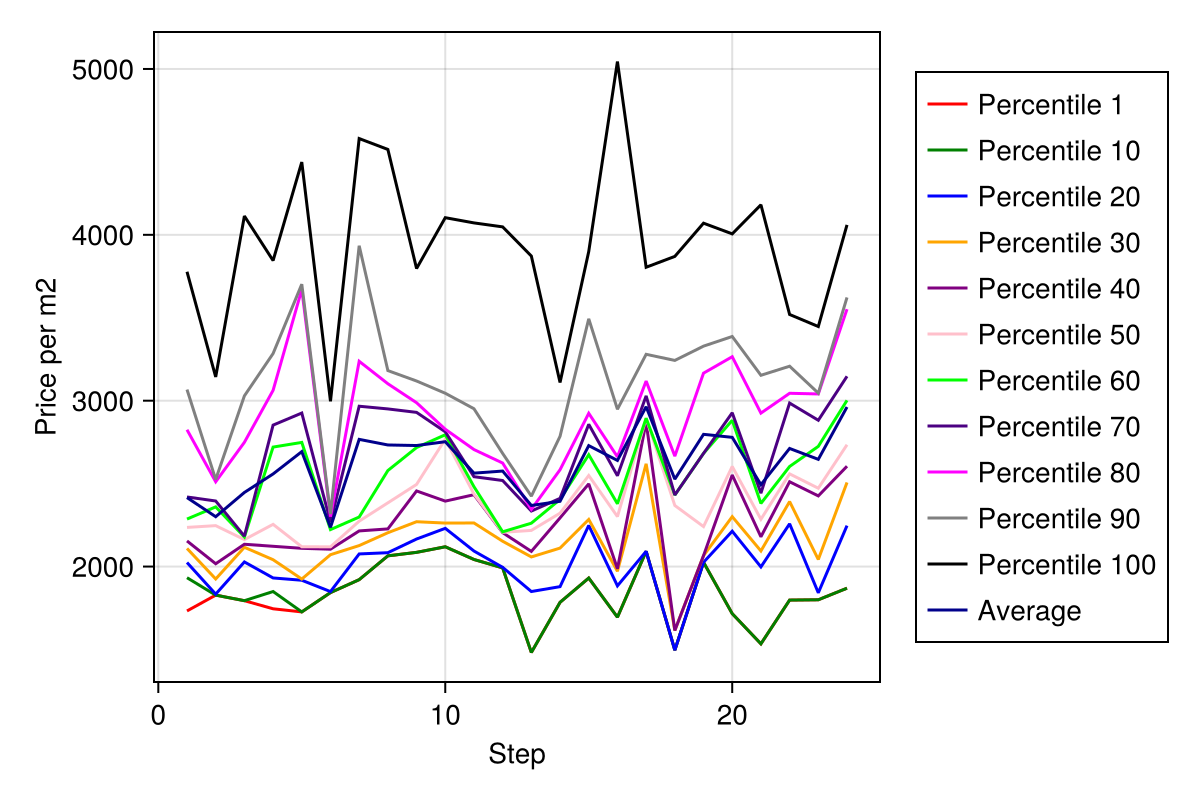 5000
4000
3000
2000
Price per m2
0
10
20
Step
Percentile 1
Percentile 10
Percentile 20
Percentile 30
Percentile 40
Percentile 50
Percentile 60
Percentile 70
Percentile 80
Percentile 90
Percentile 100
Average